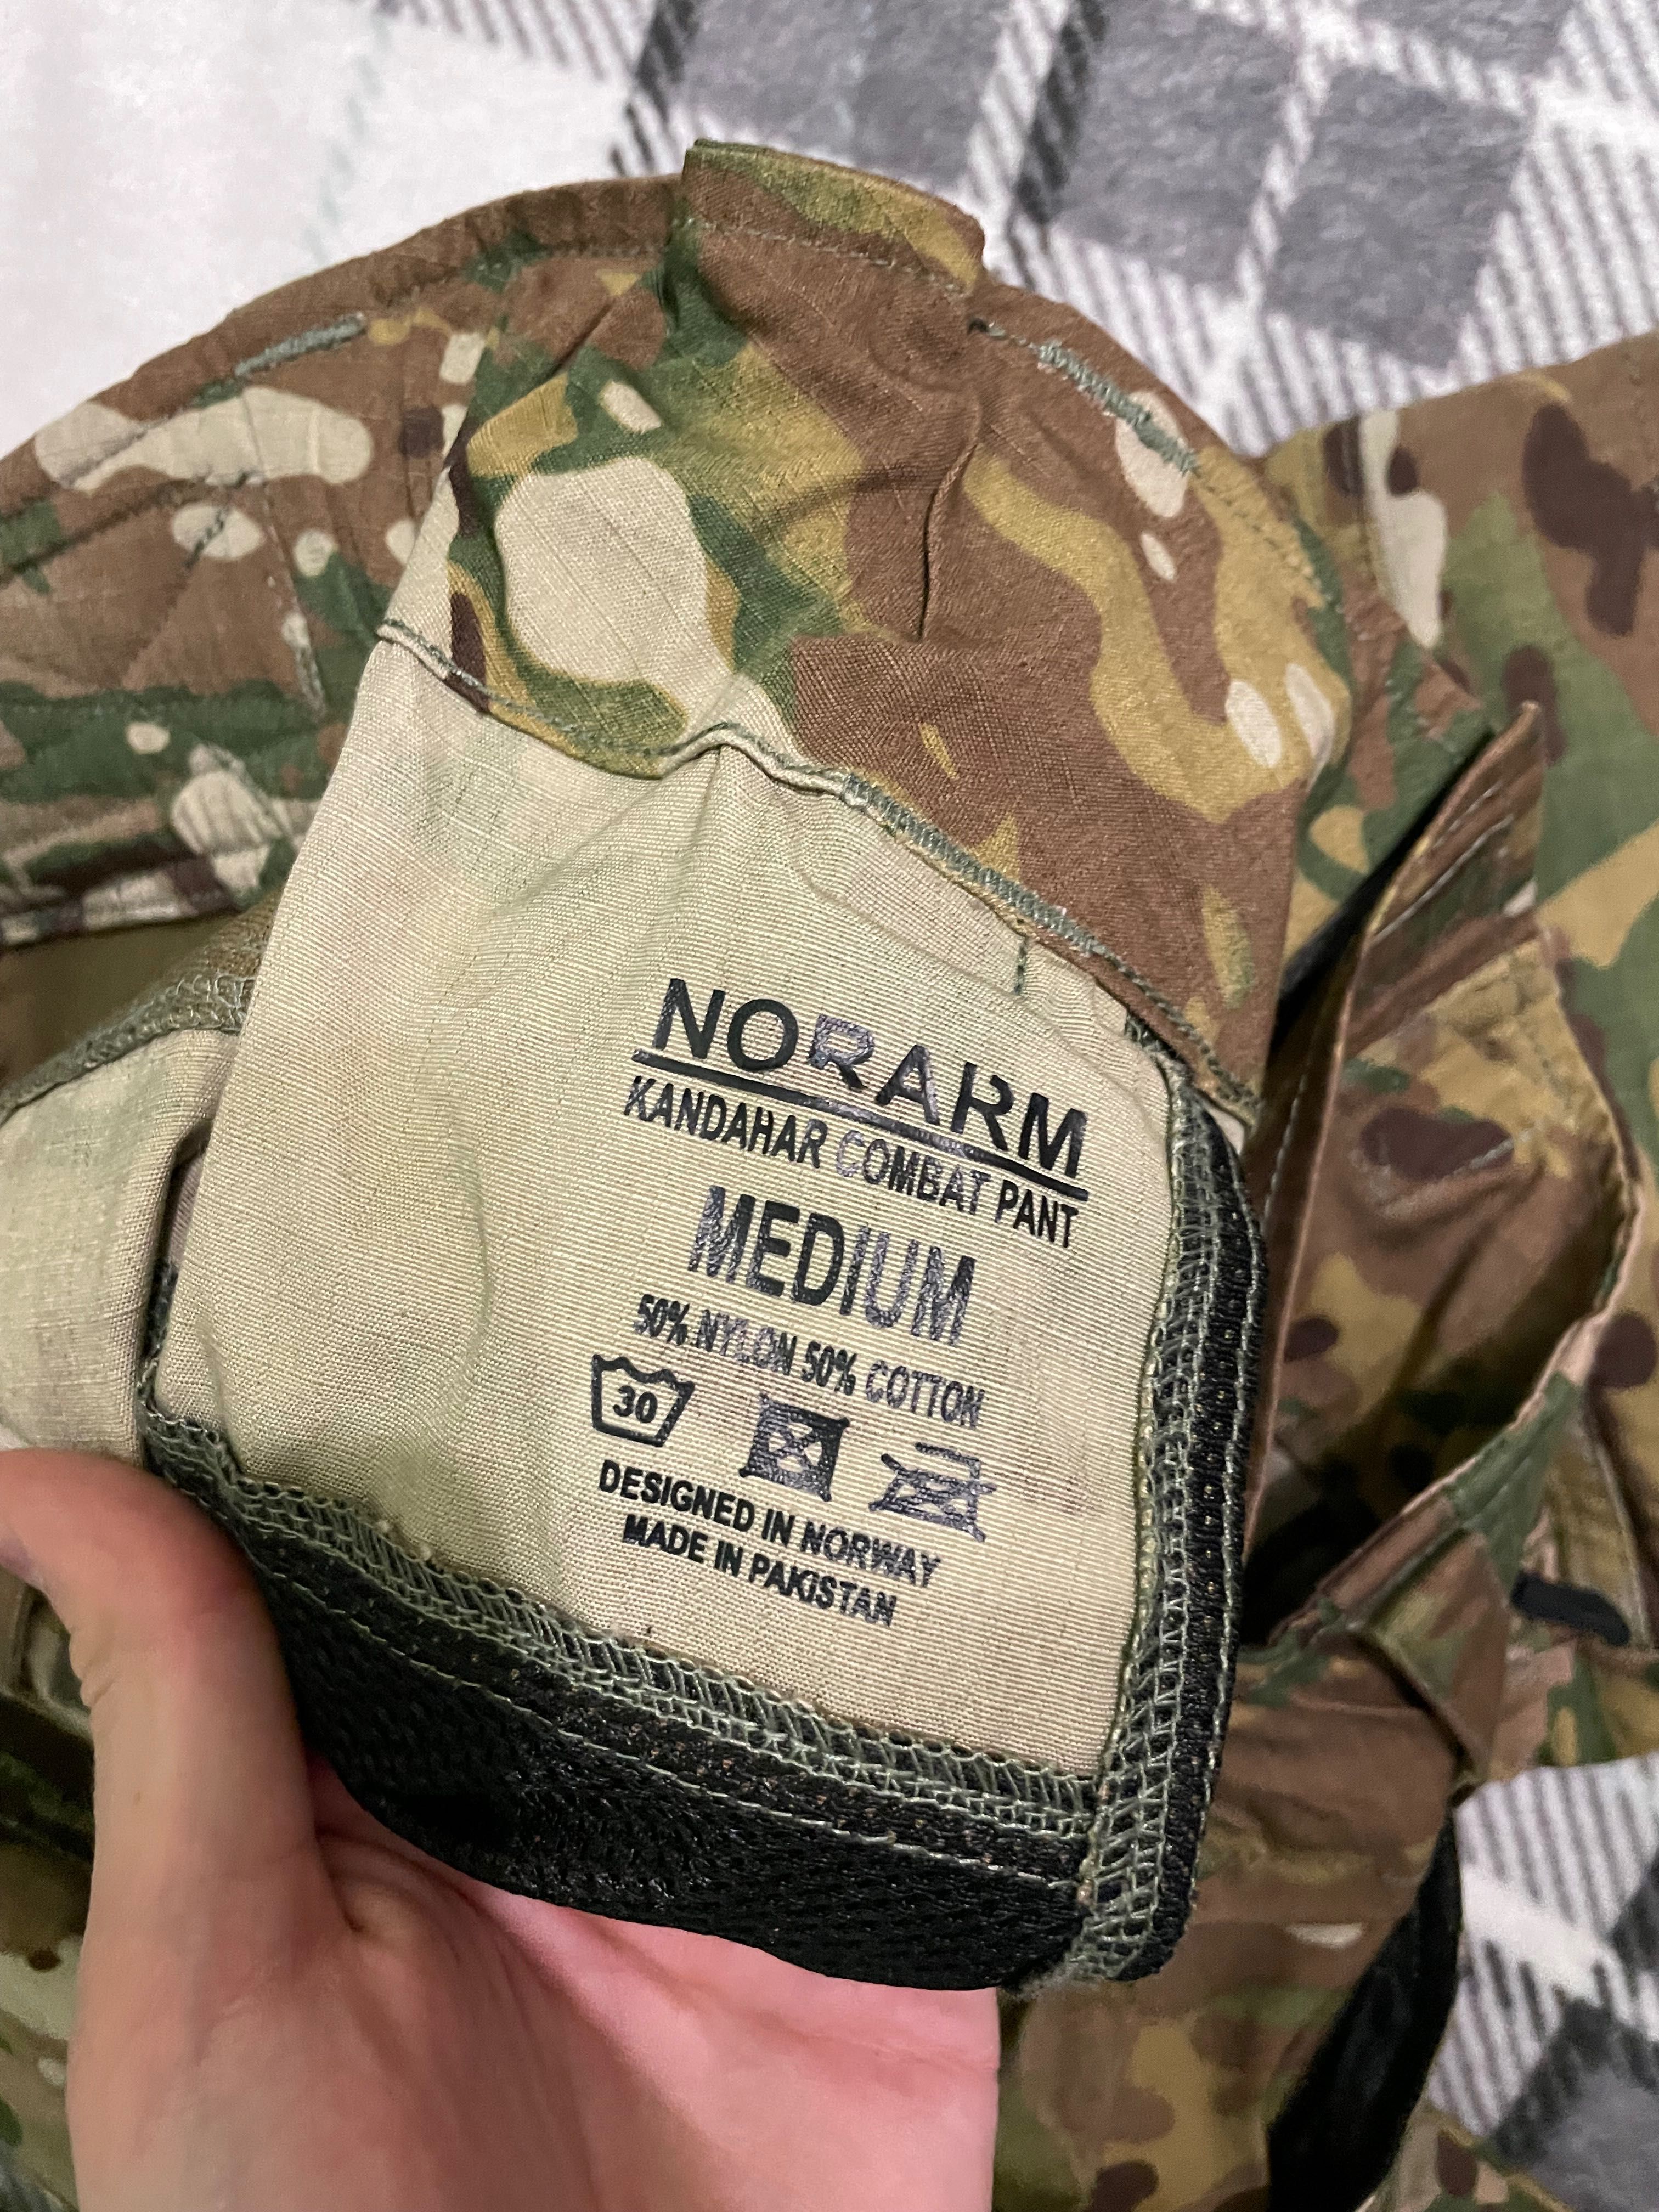 NORARM
KANDAHAR COMBAT PANT
MEDIUM
50% NYLON 50% COTTON
30
DESIGNED IN NORWAY
MADE IN PAKISTAN